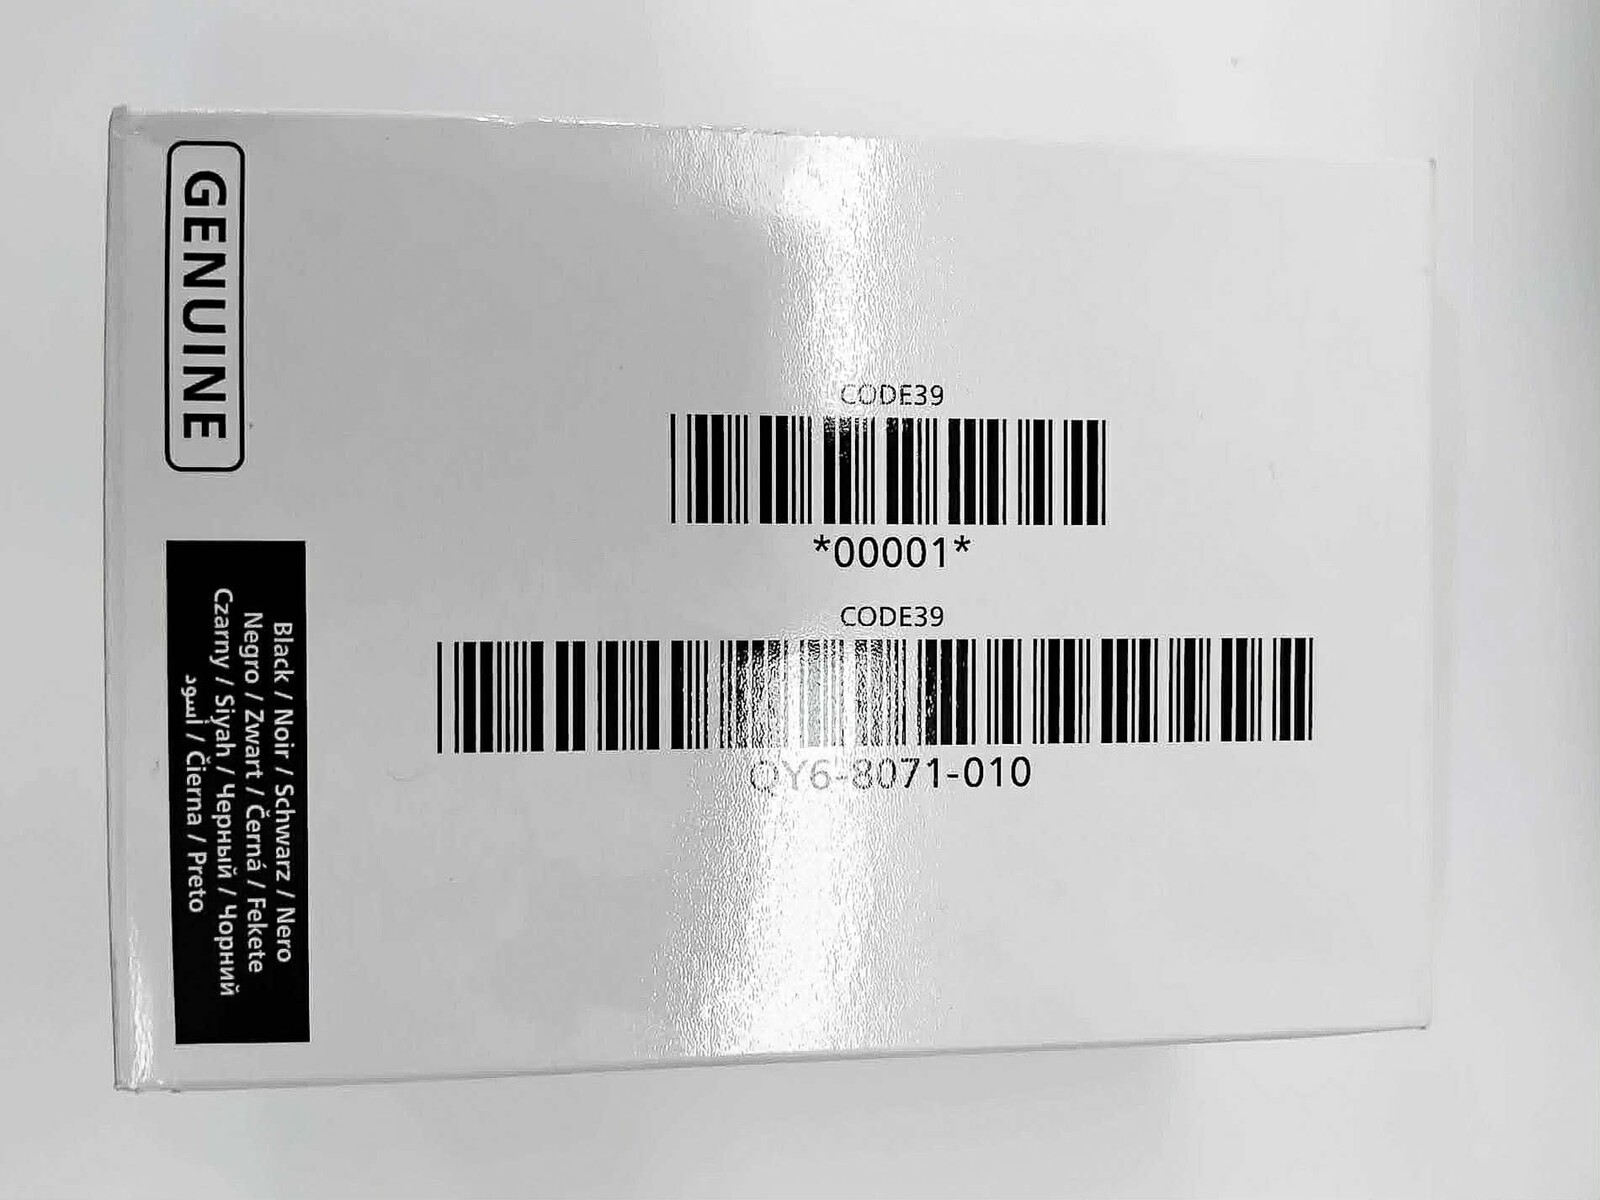 GENUINE
Black / Noir / Schwarz / Nero
Negro / Zwart / Černá / Fekete
Czarny / Siyah / Черный / Чорний
أسود / Čierna / Preto
CODE39
*00001*
CODE39
QY6-8071-010